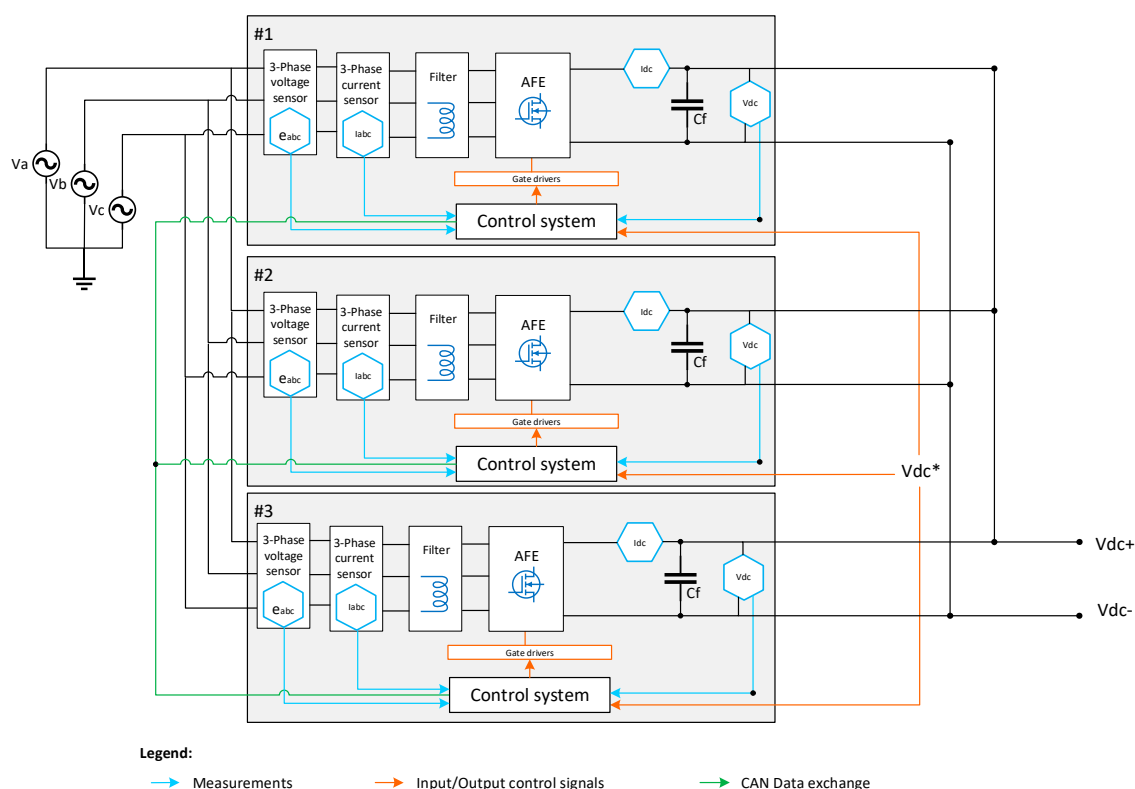 #1
3-Phase
voltage
sensor
eabc
3-Phase
current
sensor
Iabc
Filter
AFE
Idc
Cf
Vdc
Gate drivers
Control system
Va
Vb
Vc
#2
3-Phase
voltage
sensor
eabc
3-Phase
current
sensor
Iabc
Filter
AFE
Idc
Cf
Vdc
Gate drivers
Control system
Vdc*
#3
3-Phase
voltage
sensor
eabc
3-Phase
current
sensor
Iabc
Filter
AFE
Idc
Cf
Vdc
Gate drivers
Control system
Vdc+
Vdc-
Legend:
Measurements
Input/Output control signals
CAN Data exchange